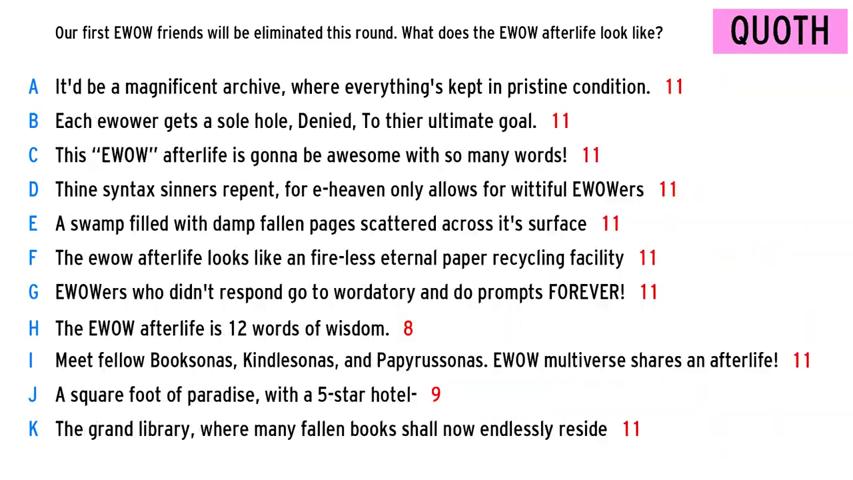 Our first EWOW friends will be eliminated this round. What does the EWOW afterlife look like?
QUOTH
A It'd be a magnificent archive, where everything's kept in pristine condition. 11
B Each ewower gets a sole hole, Denied, To thier ultimate goal. 11
C This “EWOW” afterlife is gonna be awesome with so many words! 11
D Thine syntax sinners repent, for e-heaven only allows for wittiful EWOWers 11
E A swamp filled with damp fallen pages scattered across it's surface 11
F The ewow afterlife looks like an fire-less eternal paper recycling facility 11
G EWOWers who didn't respond go to wordatory and do prompts FOREVER! 11
H The EWOW afterlife is 12 words of wisdom. 8
I Meet fellow Booksonas, Kindlesonas, and Papyrussonas. EWOW multiverse shares an afterlife! 11
J A square foot of paradise, with a 5-star hotel- 9
K The grand library, where many fallen books shall now endlessly reside 11